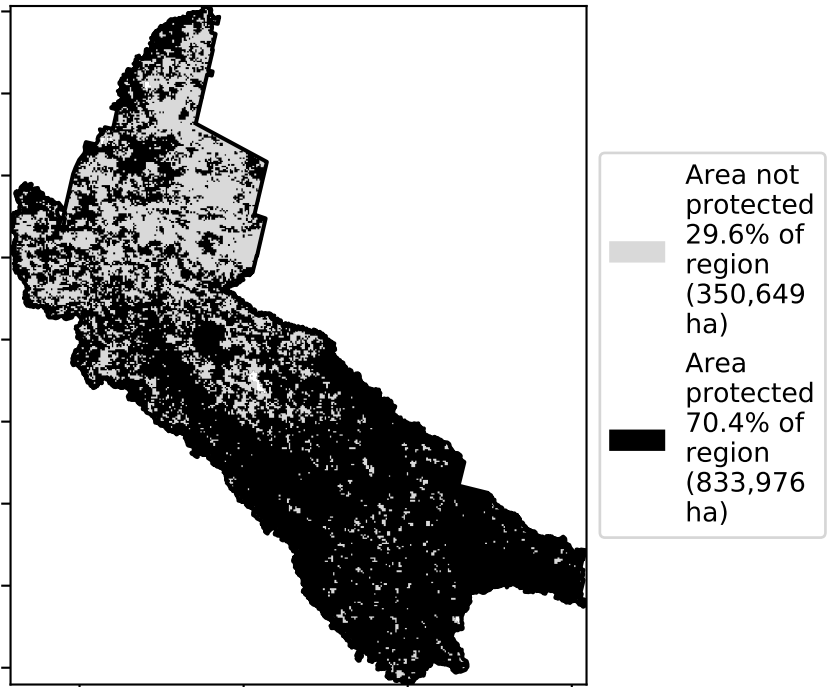 Area not
protected
29.6% of
region
(350,649
ha)
Area
protected
70.4% of
region
(833,976
ha)